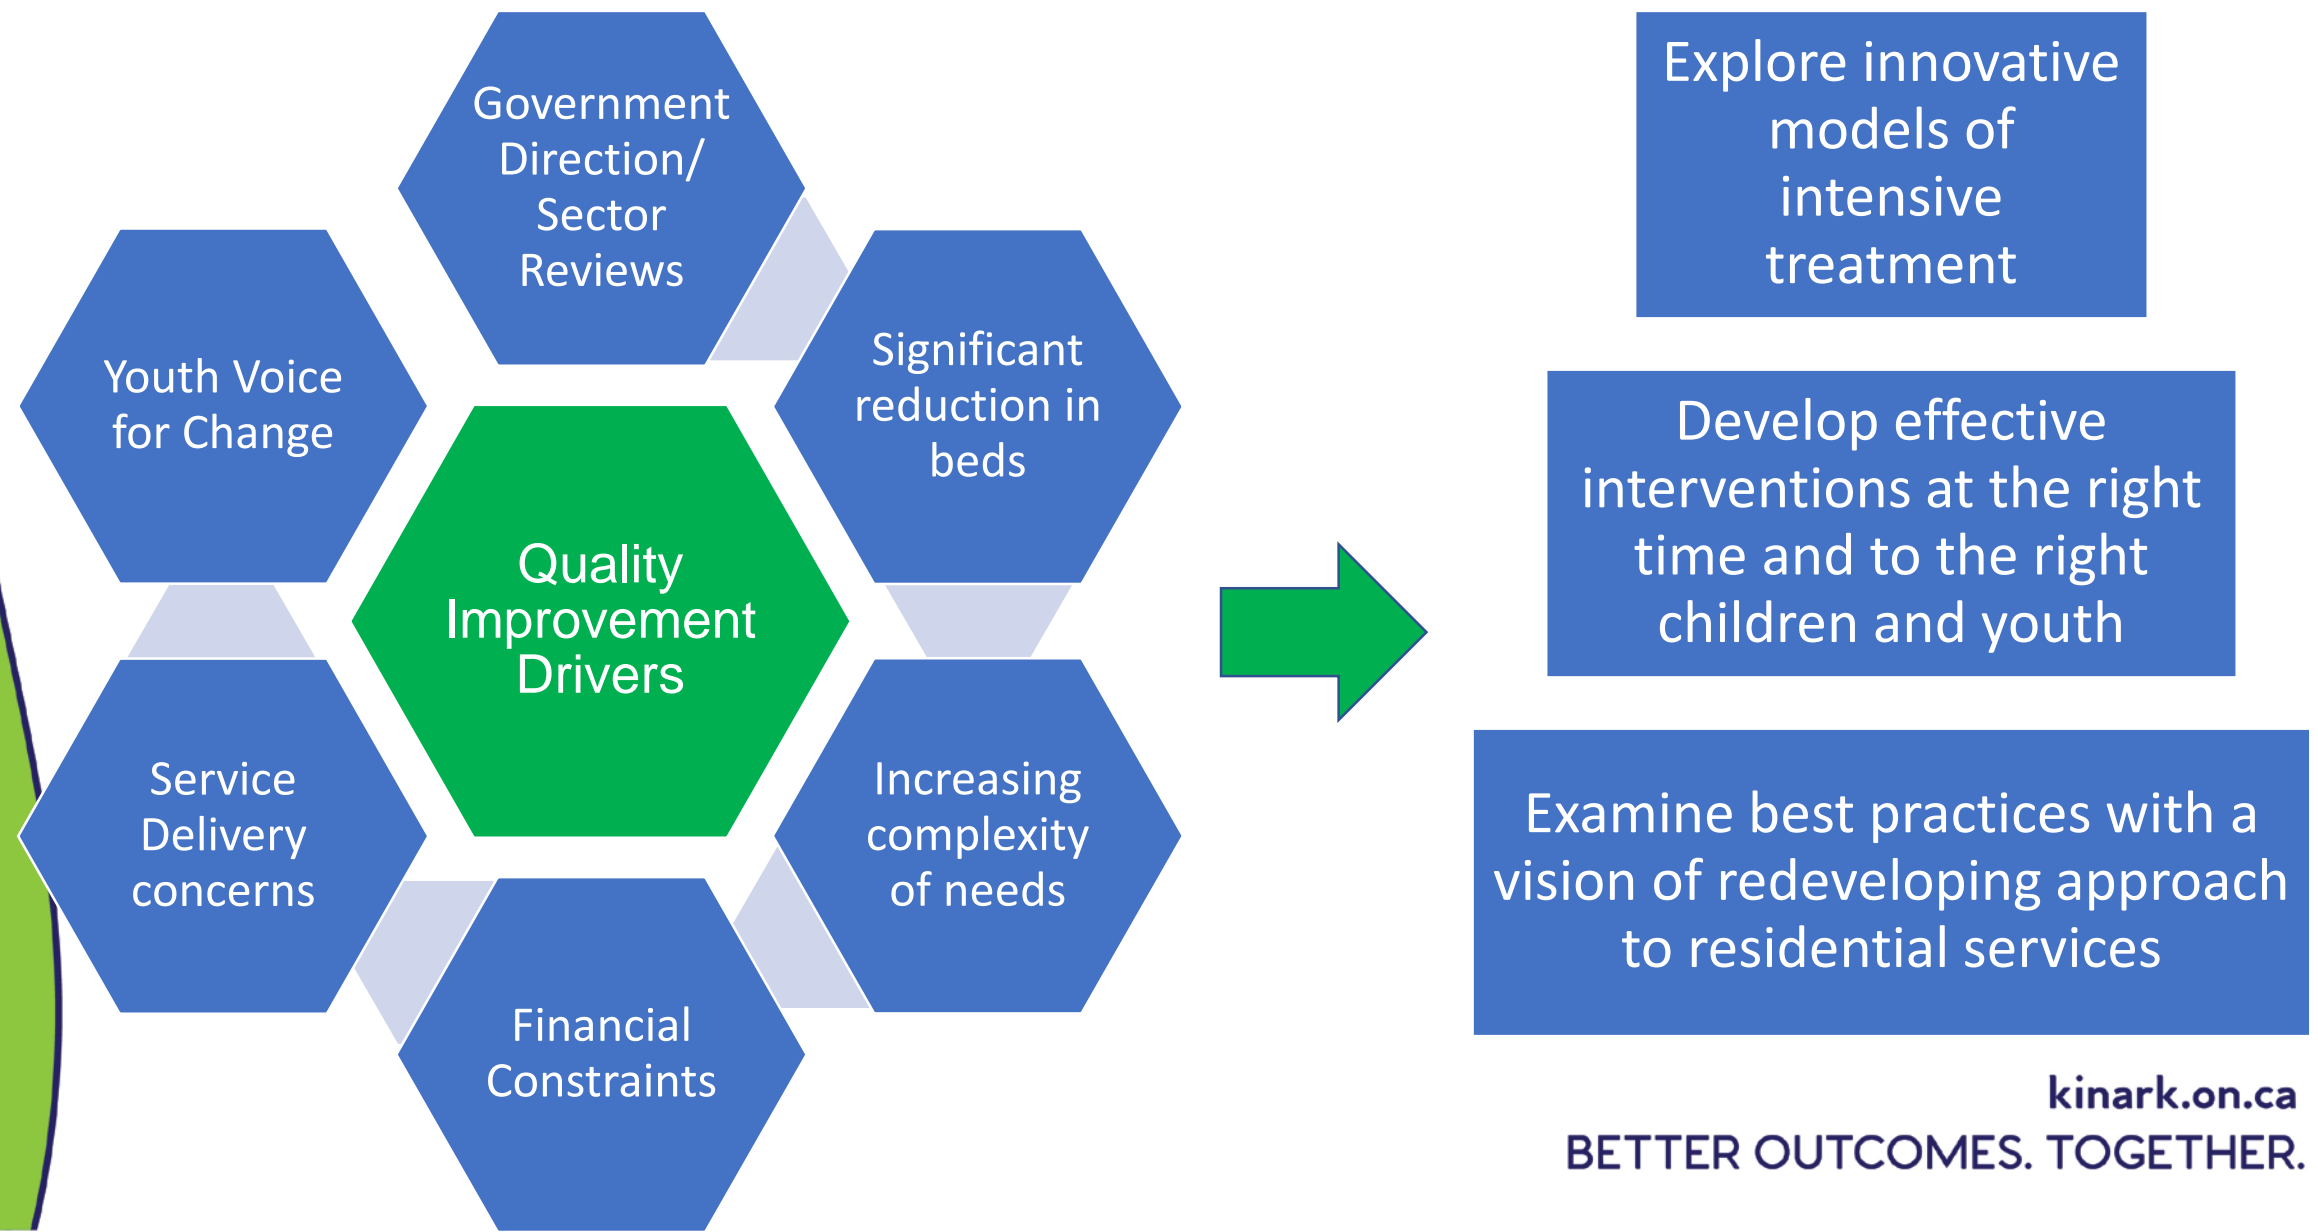 Government
Direction/
Sector
Reviews
Significant
reduction in
beds
Increasing
complexity
of needs
Financial
Constraints
Service
Delivery
concerns
Youth Voice
for Change
Quality
Improvement
Drivers
Explore innovative
models of
intensive
treatment
Develop effective
interventions at the right
time and to the right
children and youth
Examine best practices with a
vision of redeveloping approach
to residential services
kinark.on.ca
BETTER OUTCOMES. TOGETHER.